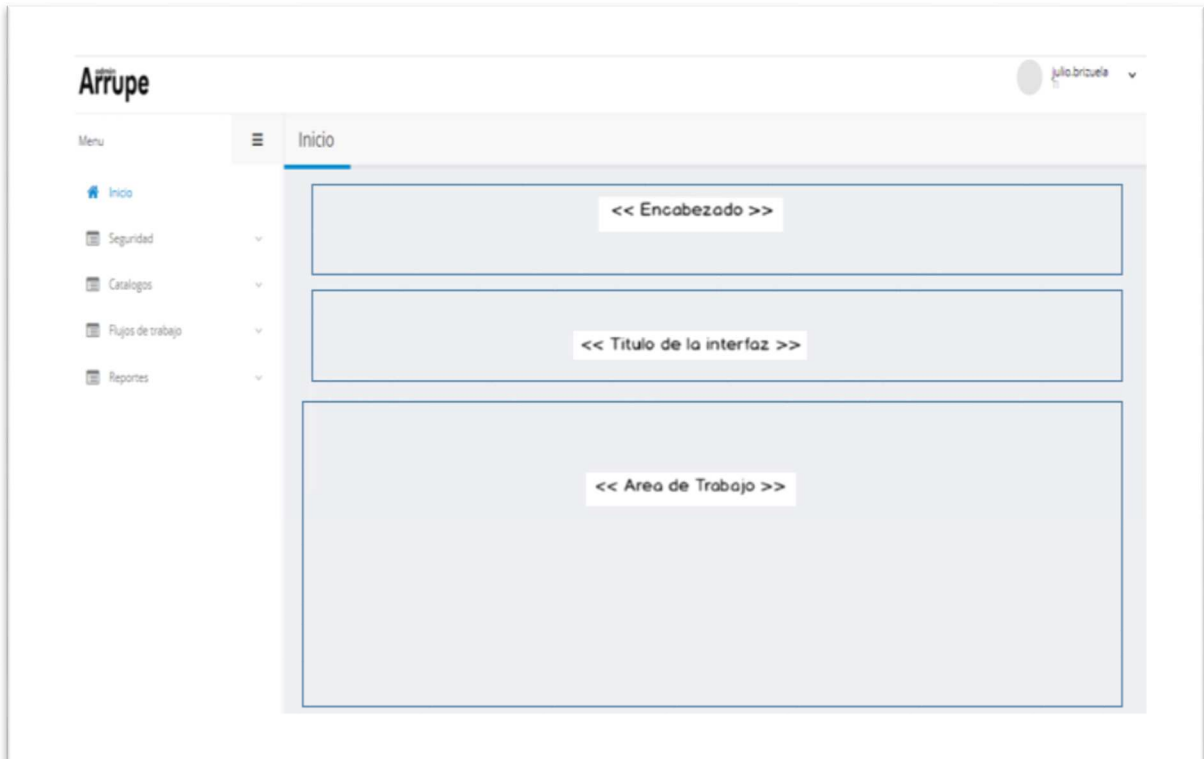 admin
Arrupe
julio.brizuela
Menu
Inicio
Inicio
Seguridad
Catalogos
Flujos de trabajo
Reportes
<< Encabezado >>
<< Titulo de la interfaz >>
<< Area de Trabajo >>